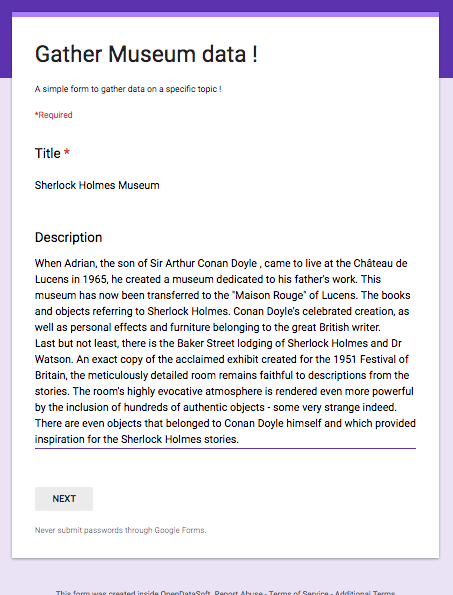 Gather Museum data !
A simple form to gather data on a specific topic !
*Required
Title *
Sherlock Holmes Museum
Description
When Adrian, the son of Sir Arthur Conan Doyle , came to live at the Château de
Lucens in 1965, he created a museum dedicated to his father's work. This
museum has now been transferred to the "Maison Rouge" of Lucens. The books
and objects referring to Sherlock Holmes. Conan Doyle's celebrated creation, as
well as personal effects and furniture belonging to the great British writer.
Last but not least, there is the Baker Street lodging of Sherlock Holmes and Dr
Watson. An exact copy of the acclaimed exhibit created for the 1951 Festival of
Britain, the meticulously detailed room remains faithful to descriptions from the
stories. The room's highly evocative atmosphere is rendered even more powerful
by the inclusion of hundreds of authentic objects - some very strange indeed.
There are even objects that belonged to Conan Doyle himself and which provided
inspiration for the Sherlock Holmes stories.
NEXT
Never submit passwords through Google Forms.
This form was created inside OpenDataSoft. Report Abuse - Terms of Service - Additional Terms